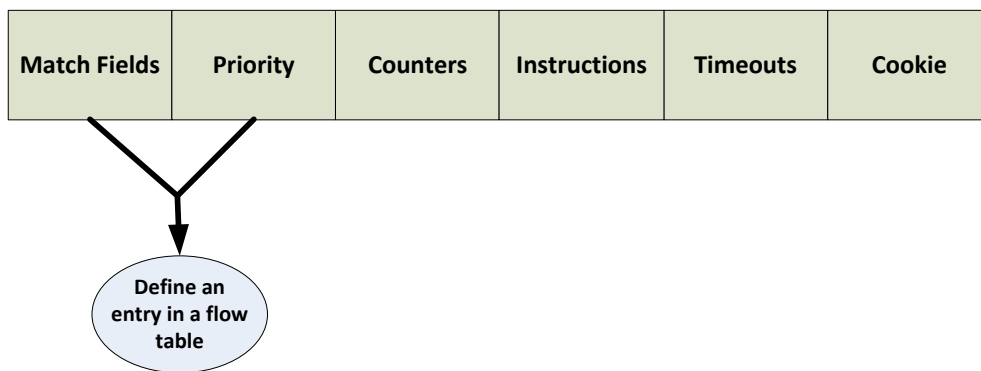 Match Fields Priority Counters Instructions Timeouts Cookie
Define an
entry in a flow
table